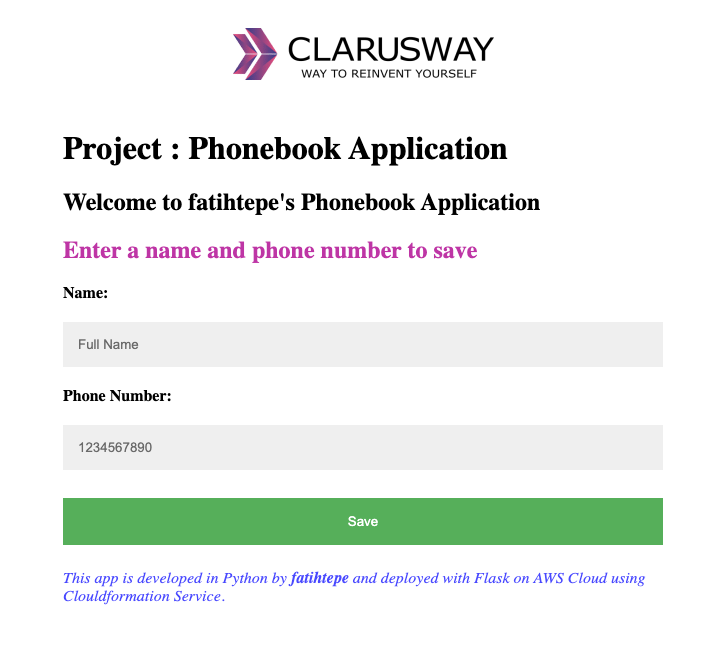 CLARUSWAY
WAY TO REINVENT YOURSELF
Project : Phonebook Application
Welcome to fatihtepe's Phonebook Application
Enter a name and phone number to save
Name:
Full Name
Phone Number:
1234567890
Save
This app is developed in Python by fatihtepe and deployed with Flask on AWS Cloud using
Clouldformation Service.